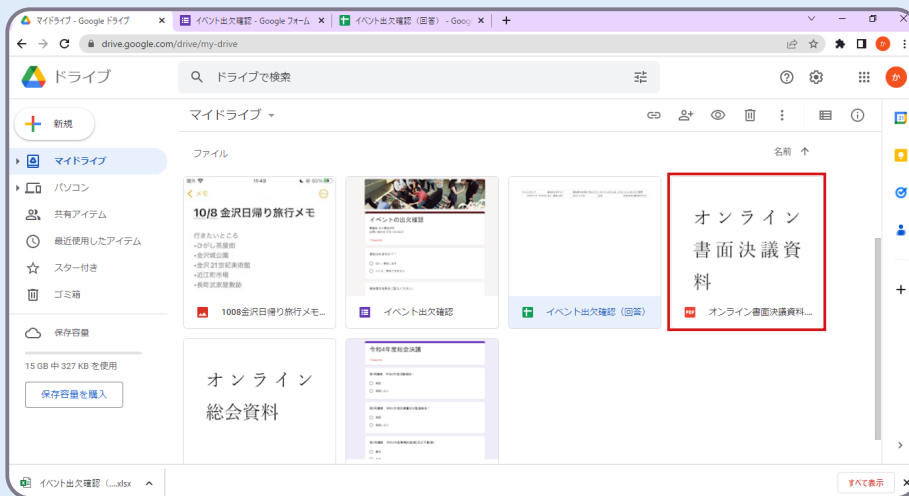 マイドライブ - Google ドライブ
イベント出欠確認 - Google フォーム
イベント出欠確認（回答） - Goog
drive.google.com/drive/my-drive
か
ドライブ
ドライブで検索
か
新規
マイドライブ
31
マイドライブ
ファイル
名前
パソコン
共有アイテム
最近使用したアイテム
スター付き
ゴミ箱
保存容量
15 GB 中 327 KB を使用
保存容量を購入
11:48
メモ
10/8 金沢日帰り旅行メモ
行きたいところ
・ひがし茶屋街
・金沢城公園
・金沢21世紀美術館
・近江町市場
・長町武家屋敷跡
1008金沢日帰り旅行メモ...
イベントの出欠確認
イベント出欠確認
イベント出欠確認（回答）
オンライン
書面決議資
料
PDF
オンライン書面決議資料....
オンライン
総会資料
令和4年度総会決議
イベント出欠確認（....xlsx
すべて表示